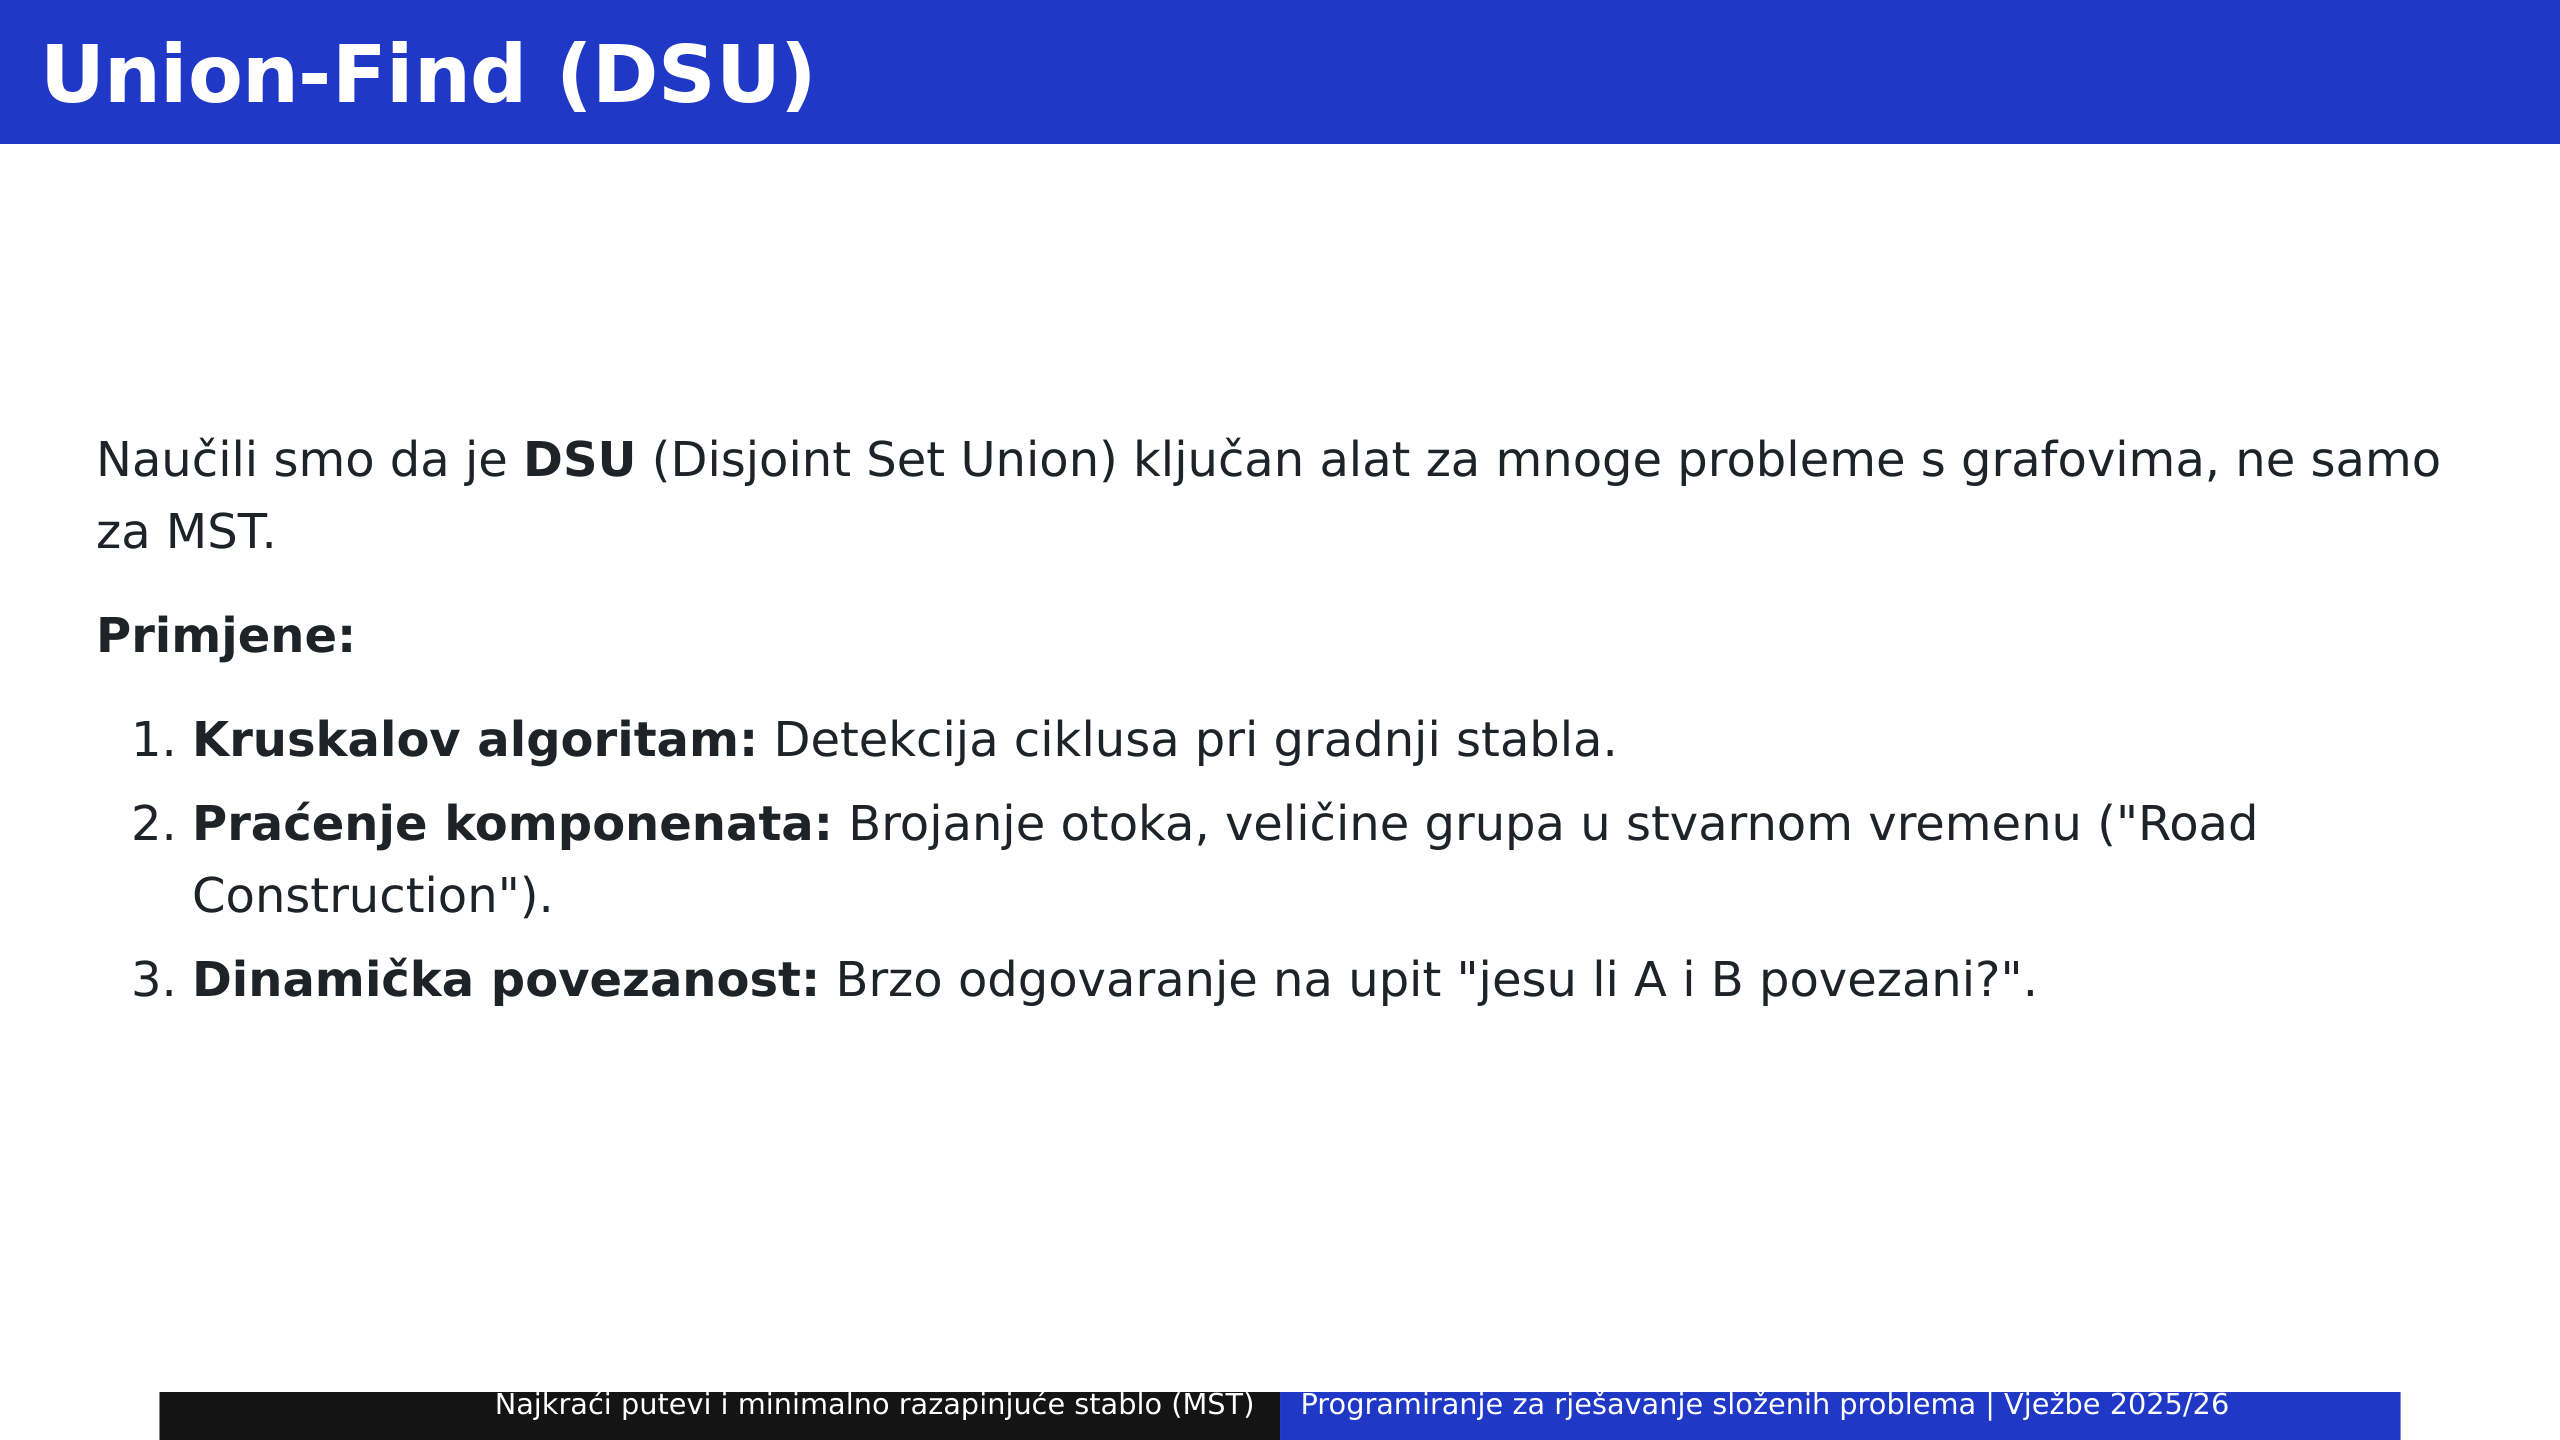 Union-Find (DSU)
Naučili smo da je DSU (Disjoint Set Union) ključan alat za mnoge probleme s grafovima, ne samo
za MST.
Primjene:
1. Kruskalov algoritam: Detekcija ciklusa pri gradnji stabla.
2. Praćenje komponenata: Brojanje otoka, veličine grupa u stvarnom vremenu ("Road
Construction").
3. Dinamička povezanost: Brzo odgovaranje na upit "jesu li A i B povezani?".
Najkraći putevi i minimalno razapinjuće stablo (MST)
Programiranje za rješavanje složenih problema | Vježbe 2025/26